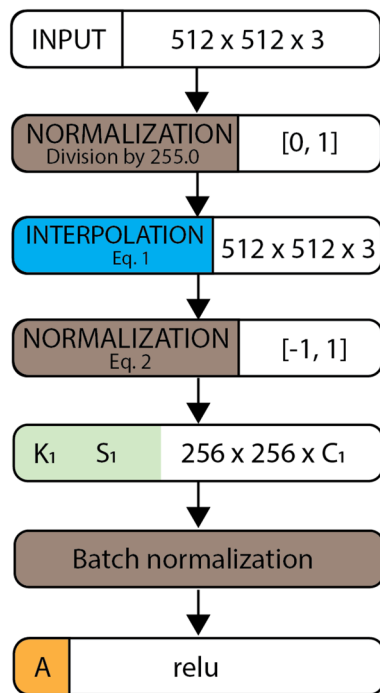 INPUT 512 x 512 x 3
NORMALIZATION
Division by 255.0
[0, 1]
INTERPOLATION
Eq. 1
512 x 512 x 3
NORMALIZATION
Eq. 2
[-1, 1]
K₁ S₁ 256 x 256 x C₁
Batch normalization
A relu